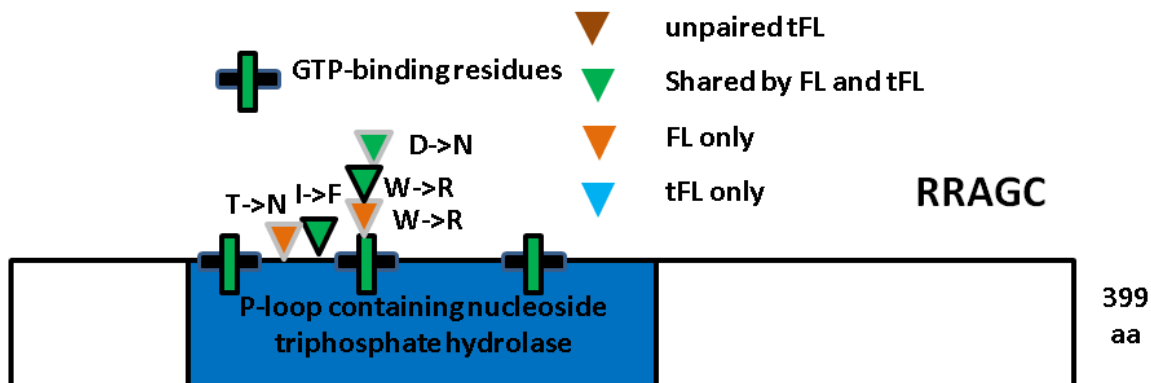 unpaired tFL
GTP-binding residues
Shared by FL and tFL
D->N
FL only
T->N
I->F
W->R
tFL only
RRAGC
W->R
P-loop containing nucleoside
triphosphate hydrolase
399
aa